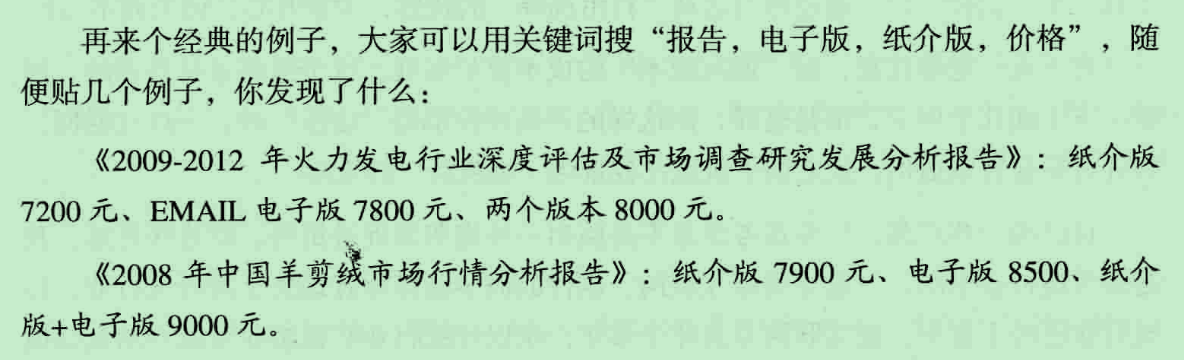 再来个经典的例子，大家可以用关键词搜“报告，电子版，纸介版，价格”，随
便贴几个例子，你发现了什么：
《2009-2012 年火力发电行业深度评估及市场调查研究发展分析报告》：纸介版
7200 元、EMAIL 电子版 7800 元、两个版本 8000 元。
《2008 年中国羊剪绒市场行情分析报告》：纸介版 7900 元、电子版 8500、纸介
版+电子版 9000 元。